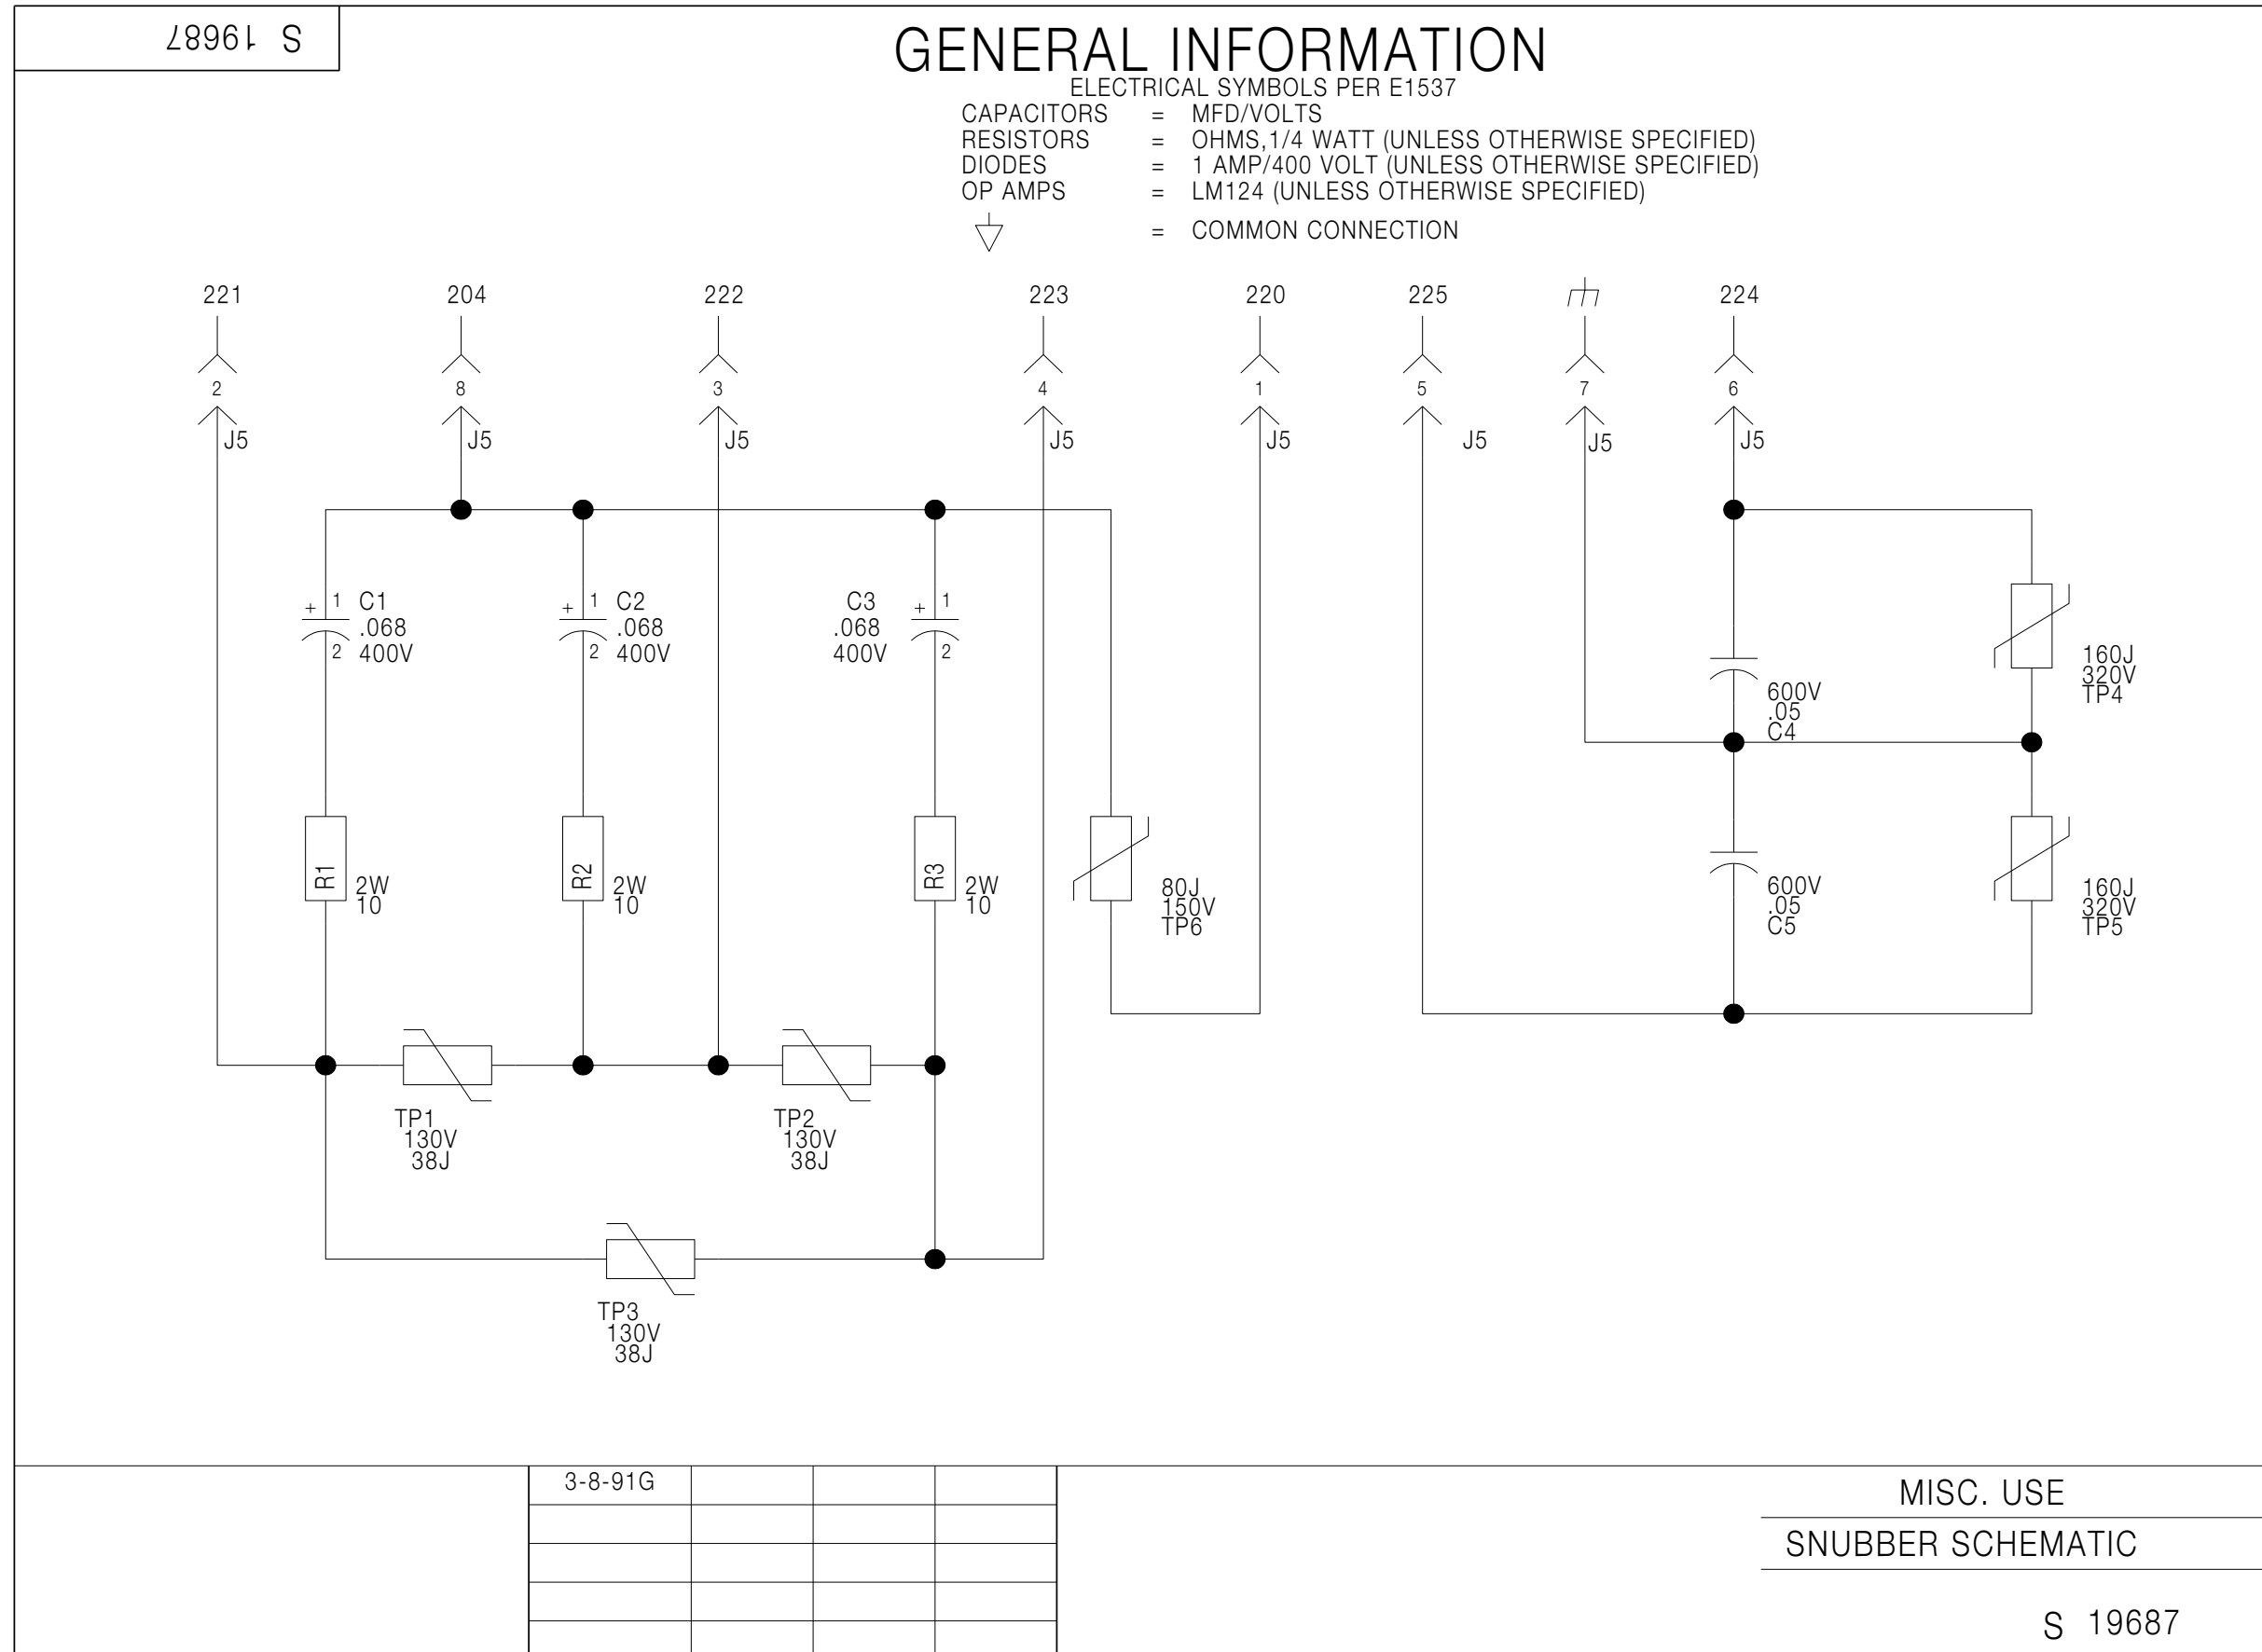 S 19687
GENERAL INFORMATION
ELECTRICAL SYMBOLS PER E1537
CAPACITORS = MFD/VOLTS
RESISTORS = OHMS,1/4 WATT (UNLESS OTHERWISE SPECIFIED)
DIODES = 1 AMP/400 VOLT (UNLESS OTHERWISE SPECIFIED)
OP AMPS = LM124 (UNLESS OTHERWISE SPECIFIED)
= COMMON CONNECTION
221 204 222 223 220 225 224
2 8 3 4 1 5 7 6
J5 J5 J5 J5 J5 J5 J5 J5
+ 1 C1
.068
2 400V
+ 1 C2
.068
2 400V
C3 + 1
.068
400V 2
160J
320V
TP4
600V
.05
C4
R1 2W
10
R2 2W
10
R3 2W
10
80J
150V
TP6
600V
.05
C5
160J
320V
TP5
TP1
130V
38J
TP2
130V
38J
TP3
130V
38J
3-8-91G
MISC. USE
SNUBBER SCHEMATIC
S 19687